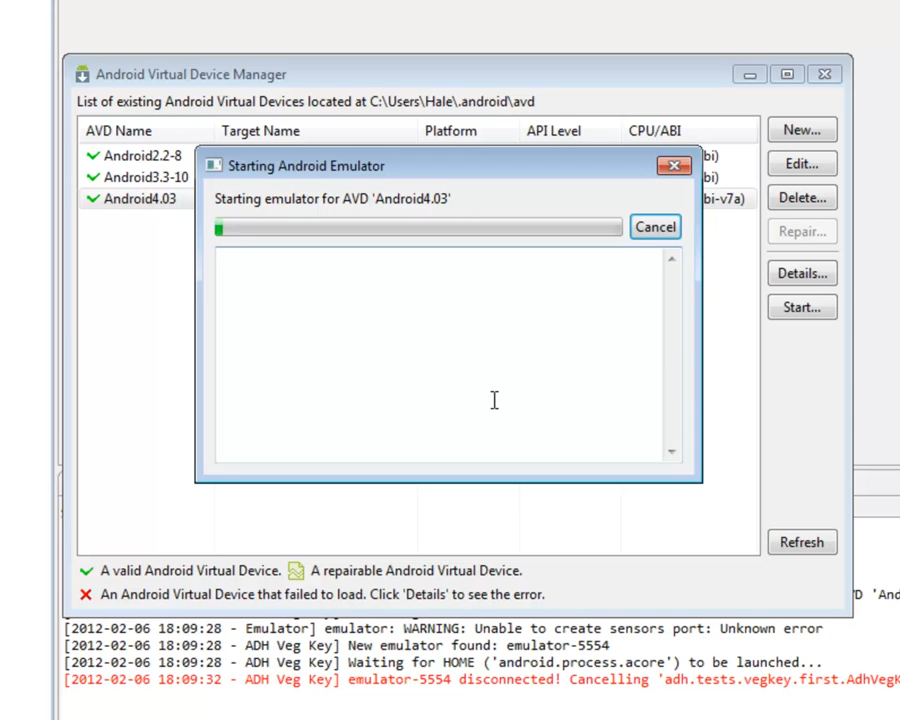 Android Virtual Device Manager
List of existing Android Virtual Devices located at C:\Users\Hale\.android\avd
AVD Name Target Name Platform API Level CPU/ABI
New...
Android2.2-8 bi)
Starting Android Emulator
Edit...
Android3.3-10 bi)
Android4.03 bi-v7a)
Starting emulator for AVD 'Android4.03'
Delete...
Cancel
Repair...
Details...
Start...
Refresh
A valid Android Virtual Device. A repairable Android Virtual Device.
An Android Virtual Device that failed to load. Click 'Details' to see the error.
D 'And
[2012-02-06 18:09:28 - Emulator] emulator: WARNING: Unable to create sensors port: Unknown error
[2012-02-06 18:09:28 - ADH Veg Key] New emulator found: emulator-5554
[2012-02-06 18:09:28 - ADH Veg Key] Waiting for HOME ('android.process.acore') to be launched...
[2012-02-06 18:09:32 - ADH Veg Key] emulator-5554 disconnected! Cancelling 'adh.tests.vegkey.first.AdhVegK